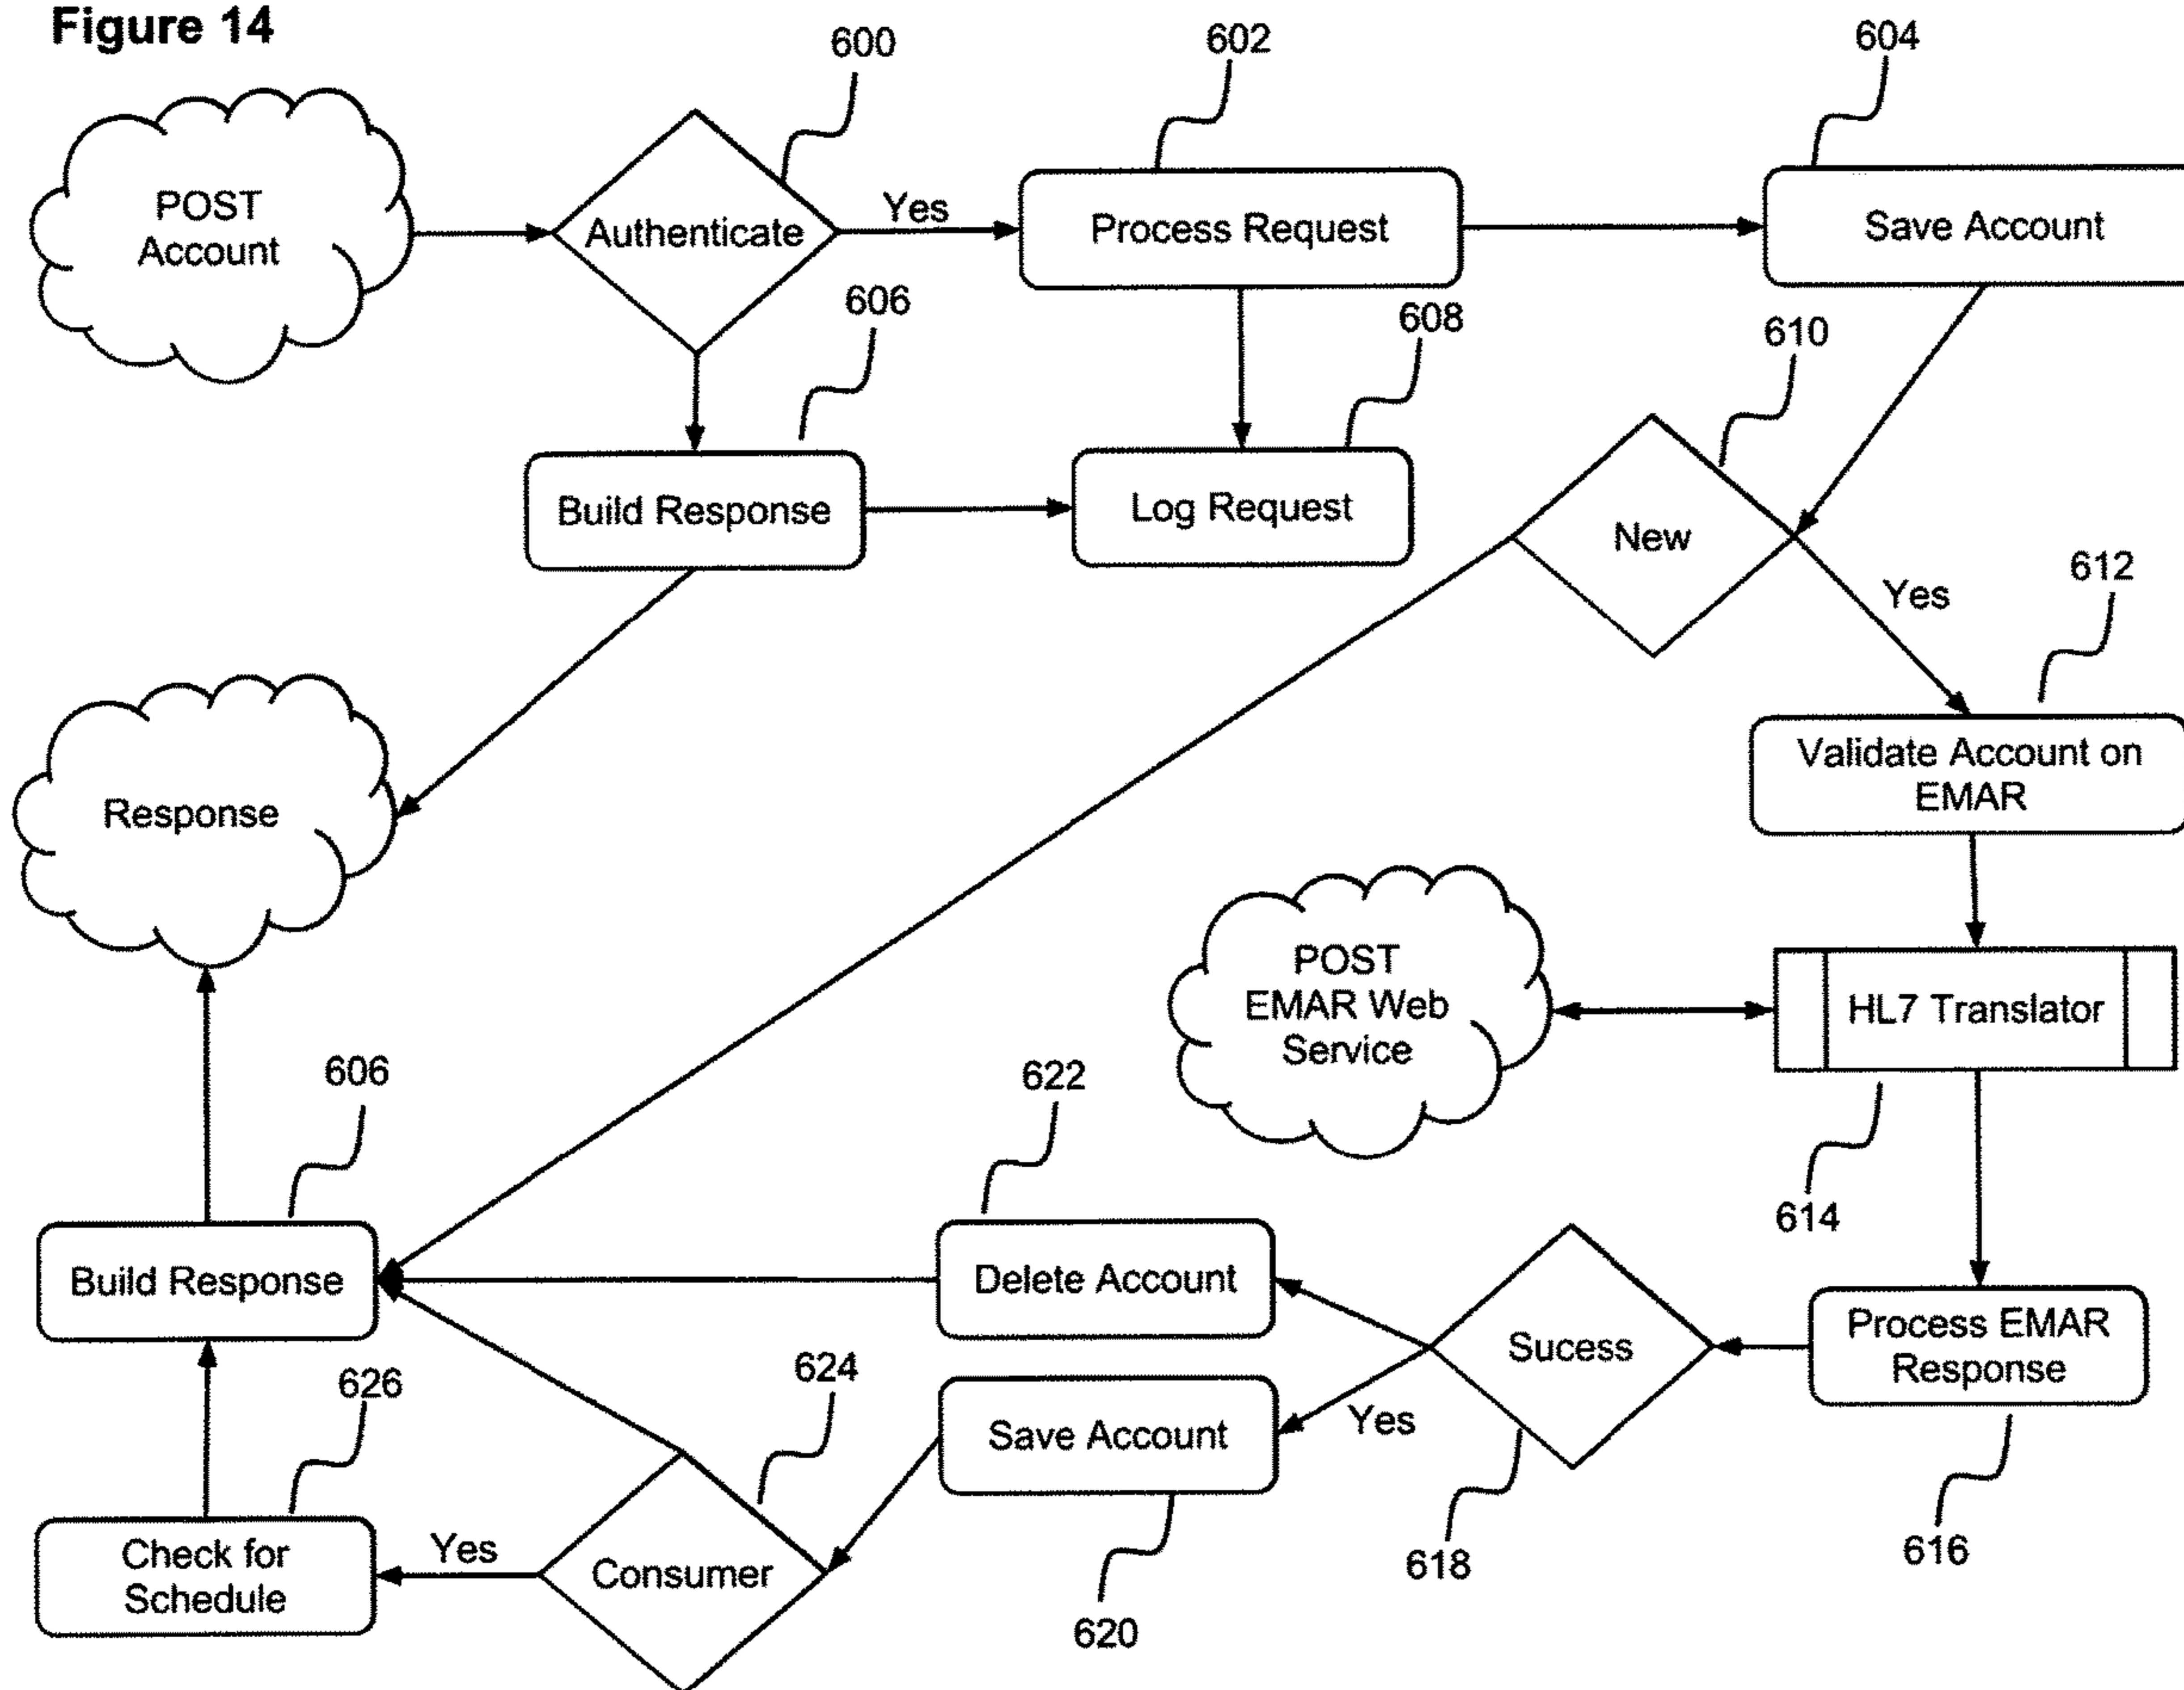 Figure 14
600
602
604
POST
Account
Authenticate
Yes
Process Request
Save Account
606
608
610
Build Response
Log Request
New
Yes
612
Validate Account on
EMAR
Response
POST
EMAR Web
Service
HL7 Translator
606
622
614
Build Response
Delete Account
Sucess
Process EMAR
Response
626
624
Save Account
Yes
Check for
Schedule
Yes
Consumer
618
616
620